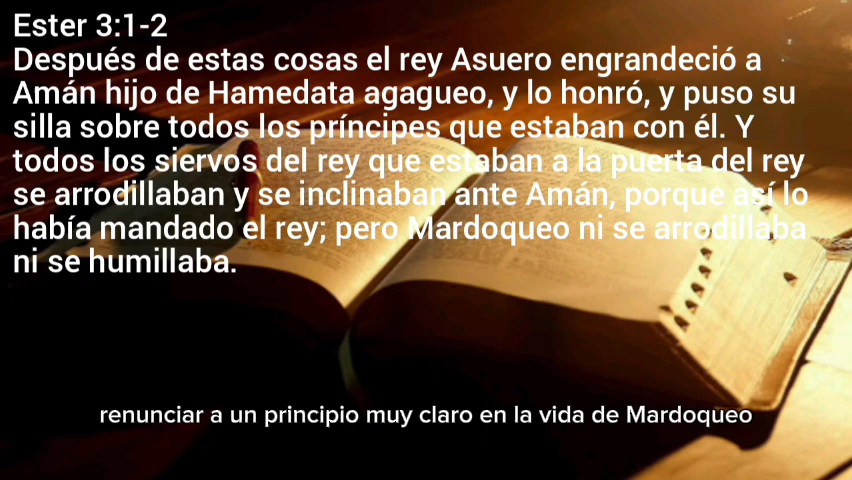 Ester 3:1-2
Después de estas cosas el rey Asuero engrandeció a
Amán hijo de Hamedata agagueo, y lo honró, y puso su
silla sobre todos los príncipes que estaban con él. Y
todos los siervos del rey que estaban a la puerta del rey
se arrodillaban y se inclinaban ante Amán, porque así lo
había mandado el rey; pero Mardoqueo ni se arrodillaba
ni se humillaba.
renunciar a un principio muy claro en la vida de Mardoqueo